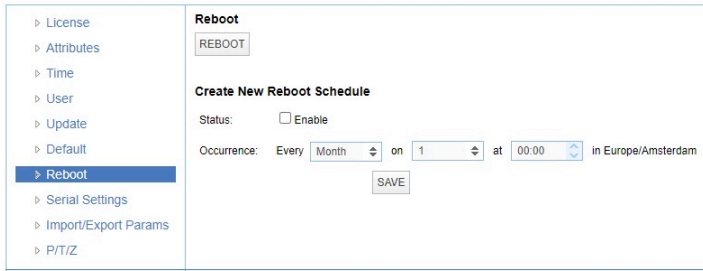 License
Attributes
Time
User
Update
Default
Reboot
Serial Settings
Import/Export Params
P/T/Z
Reboot
REBOOT
Create New Reboot Schedule
Status: Enable
Occurrence: Every Month on 1 at 00:00 in Europe/Amsterdam
SAVE